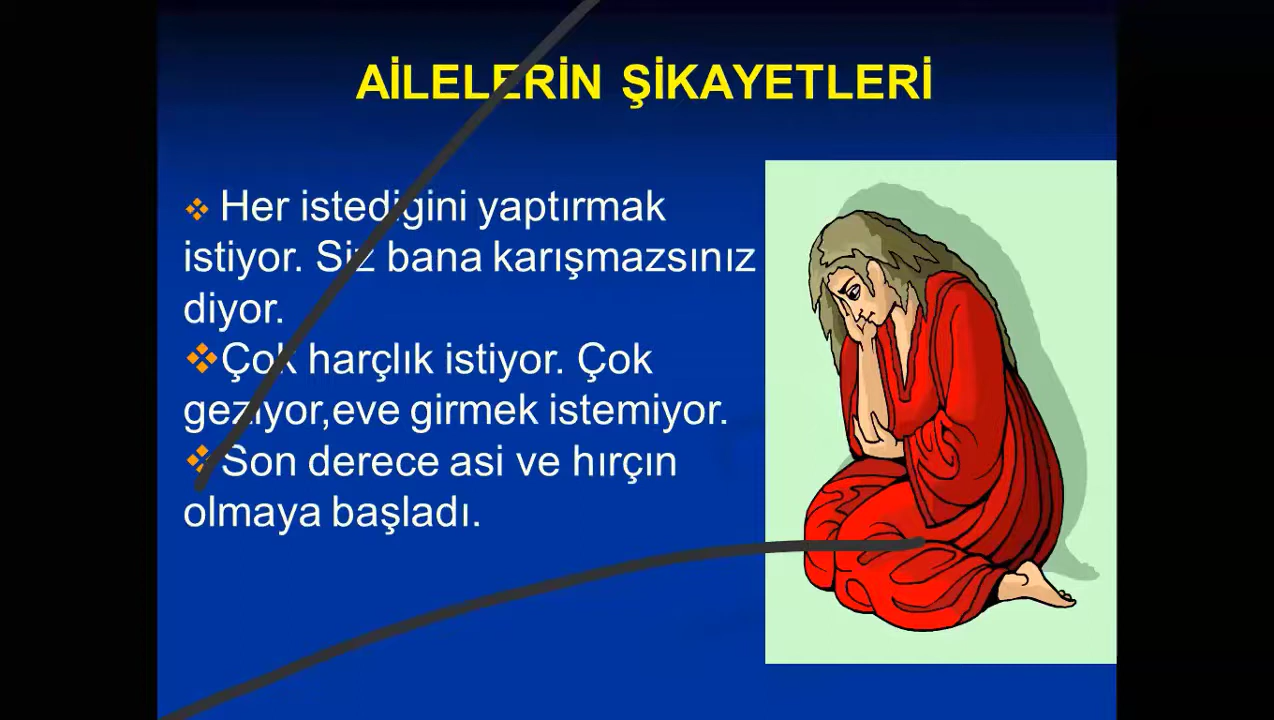 AİLELERİN ŞİKAYETLERİ
❖ Her istediğini yaptırmak
istiyor. Siz bana karışmazsınız
diyor.
❖Çok harçlık istiyor. Çok
geziyor,eve girmek istemiyor.
❖Son derece asi ve hırçın
olmaya başladı.